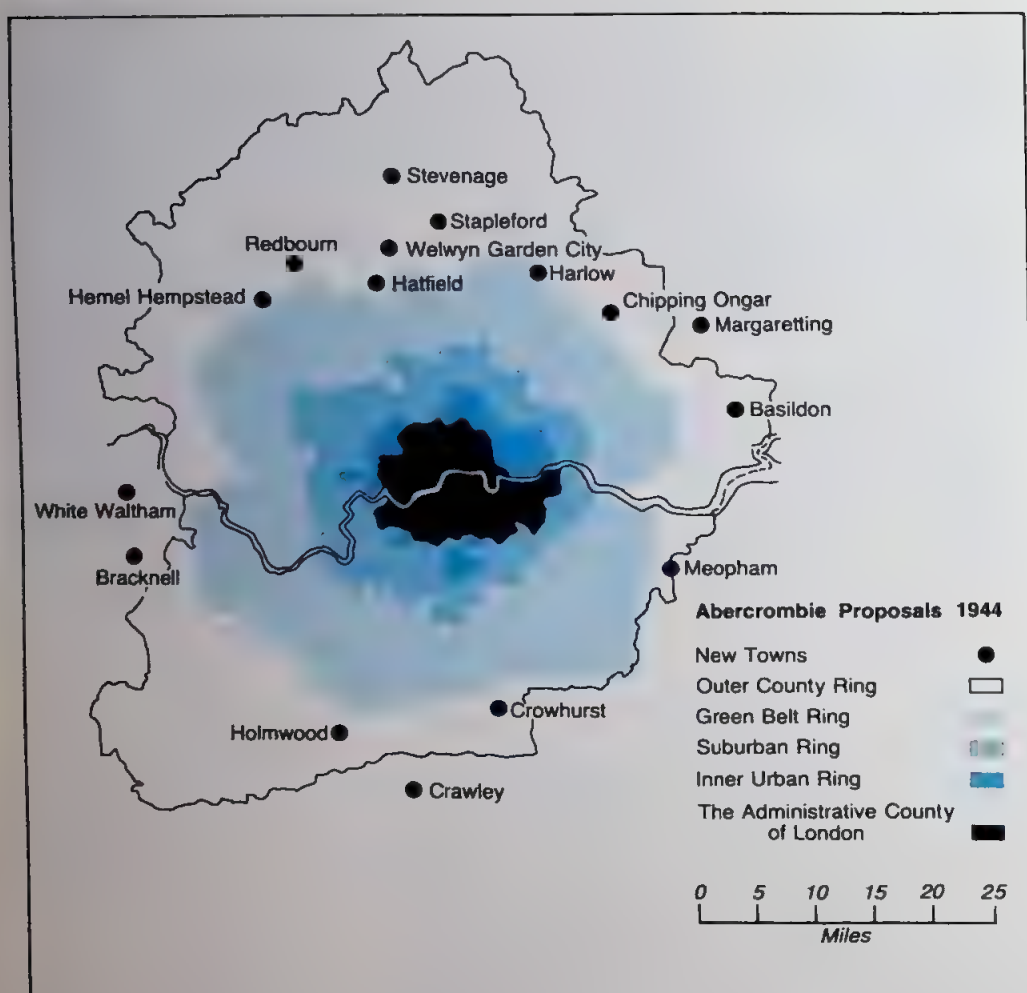 Stevenage
Stapleford
Redbourn
Welwyn Garden City
Harlow
Hatfield
Hemel Hempstead
Chipping Ongar
Margaretting
Basildon
White Waltham
Bracknell
Meopham
Abercrombie Proposals 1944
New Towns
Outer County Ring
Green Belt Ring
Suburban Ring
Inner Urban Ring
The Administrative County
of London
Crowhurst
Holmwood
Crawley
0 5 10 15 20 25
Miles